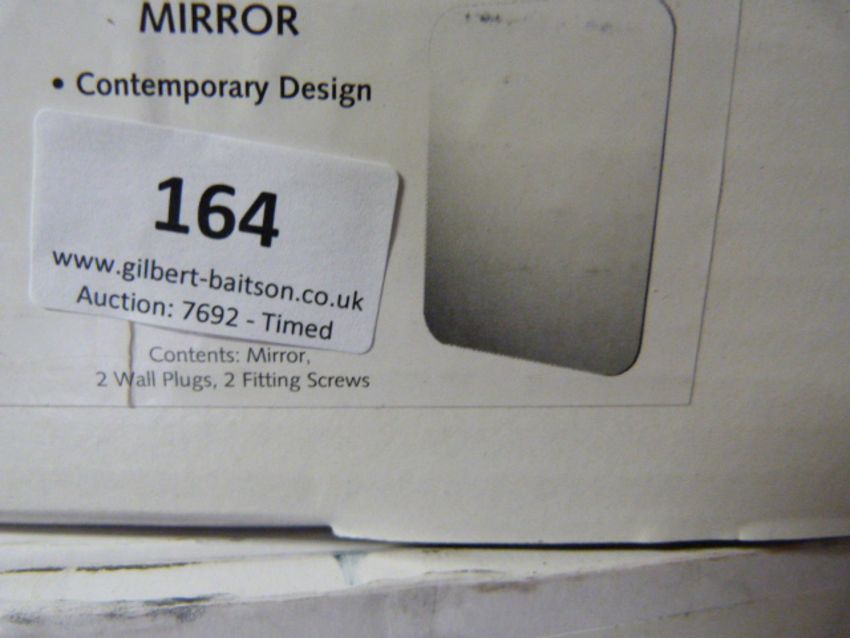 MIRROR
• Contemporary Design
164
www.gilbert-baitson.co.uk
Auction: 7692 - Timed
Contents: Mirror,
2 Wall Plugs, 2 Fitting Screws